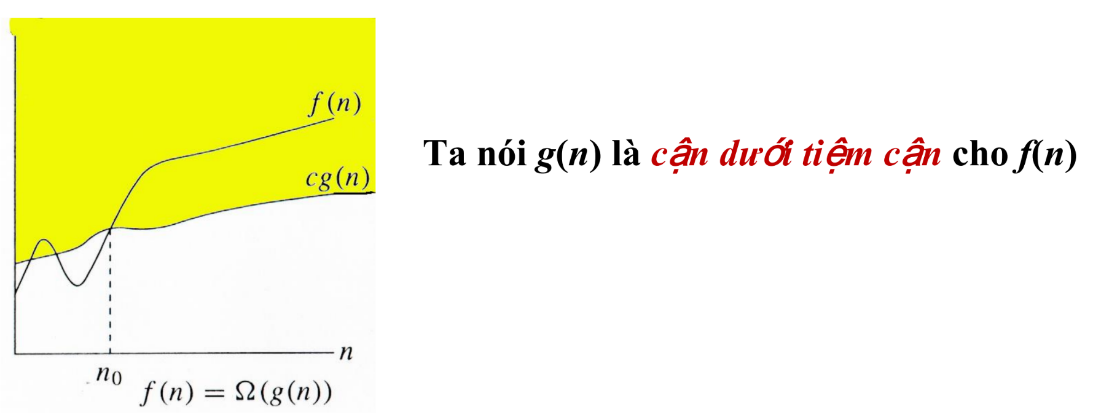 f(n)
cg(n)
n
n₀
f(n) = Ω(g(n))
Ta nói g(n) là cận dưới tiệm cận cho f(n)